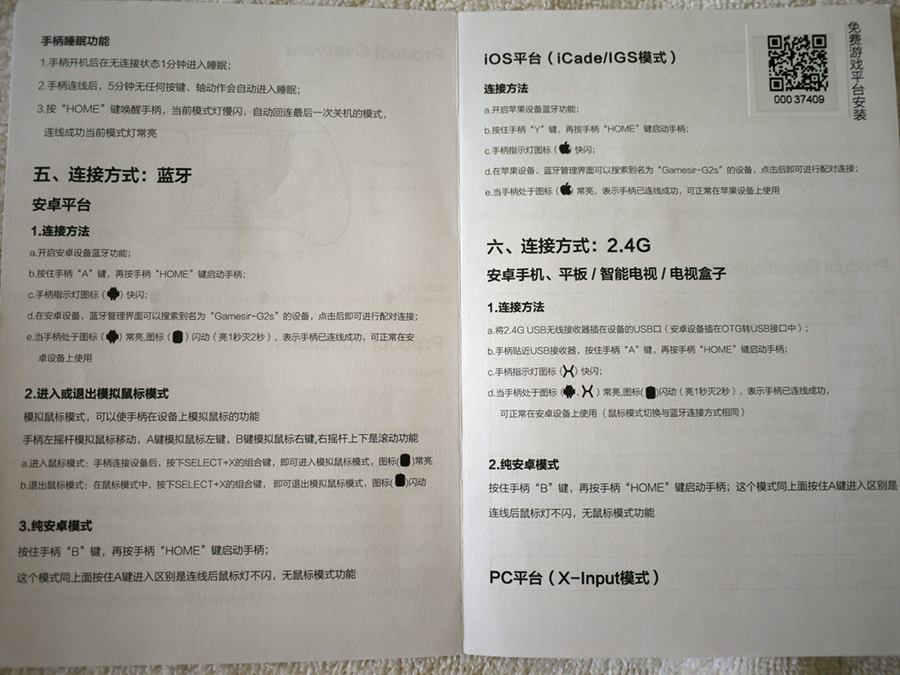 手柄睡眠功能
1.手柄开机后在无连接状态1分钟进入睡眠；
2.手柄连线后，5分钟无任何按键、轴动作会自动进入睡眠；
3.按“HOME”键唤醒手柄，当前模式灯慢闪，自动回连最后一次关机的模式，
连线成功当前模式灯常亮
五、连接方式：蓝牙
安卓平台
1.连接方法
a.开启安卓设备蓝牙功能；
b.按住手柄“A”键，再按手柄“HOME”键启动手柄；
c.手柄指示灯图标（ ）快闪；
d.在安卓设备、蓝牙管理界面可以搜索到名为“Gamesir-G2s”的设备，点击后即可进行配对连接；
e.当手柄处于图标（ ）常亮,图标（ ）闪动（亮1秒灭2秒），表示手柄已连线成功，可正常在安
卓设备上使用
2.进入或退出模拟鼠标模式
模拟鼠标模式，可以使手柄在设备上模拟鼠标的功能
手柄左摇杆模拟鼠标移动，A键模拟鼠标左键，B键模拟鼠标右键,右摇杆上下是滚动功能
a.进入鼠标模式：手柄连接设备后，按下SELECT+X的组合键，即可进入模拟鼠标模式，图标( )常亮
b.退出鼠标模式：在鼠标模式中，按下SELECT+X的组合键， 即可退出模拟鼠标模式，图标( )闪动
3.纯安卓模式
按住手柄“B”键，再按手柄“HOME”键启动手柄；
这个模式同上面按住A键进入区别是连线后鼠标灯不闪，无鼠标模式功能
iOS平台（iCade/IGS模式）
000 37409
免费游戏平台安装
连接方法
a.开启苹果设备蓝牙功能；
b.按住手柄“Y”键，再按手柄“HOME”键启动手柄；
c.手柄指示灯图标（ 快闪；
d.在苹果设备、蓝牙管理界面可以搜索到名为“Gamesir-G2s”的设备，点击后即可进行配对连接；
e.当手柄处于图标（ 常亮，表示手柄已连线成功，可正常在苹果设备上使用
六、连接方式：2.4G
安卓手机、平板 / 智能电视 / 电视盒子
1.连接方法
a.将2.4G USB无线接收器插在设备的USB口（安卓设备插在OTG转USB接口中）；
b.手柄贴近USB接收器，按住手柄“A”键，再按手柄“HOME”键启动手柄；
c.手柄指示灯图标（ ）快闪；
d.当手柄处于图标（ 、 ）常亮,图标( )闪动（亮1秒灭2秒），表示手柄已连线成功，
可正常在安卓设备上使用（鼠标模式切换与蓝牙连接方式相同）
2.纯安卓模式
按住手柄“B”键，再按手柄“HOME”键启动手柄；这个模式同上面按住A键进入区别是
连线后鼠标灯不闪，无鼠标模式功能
PC平台（X-Input模式）